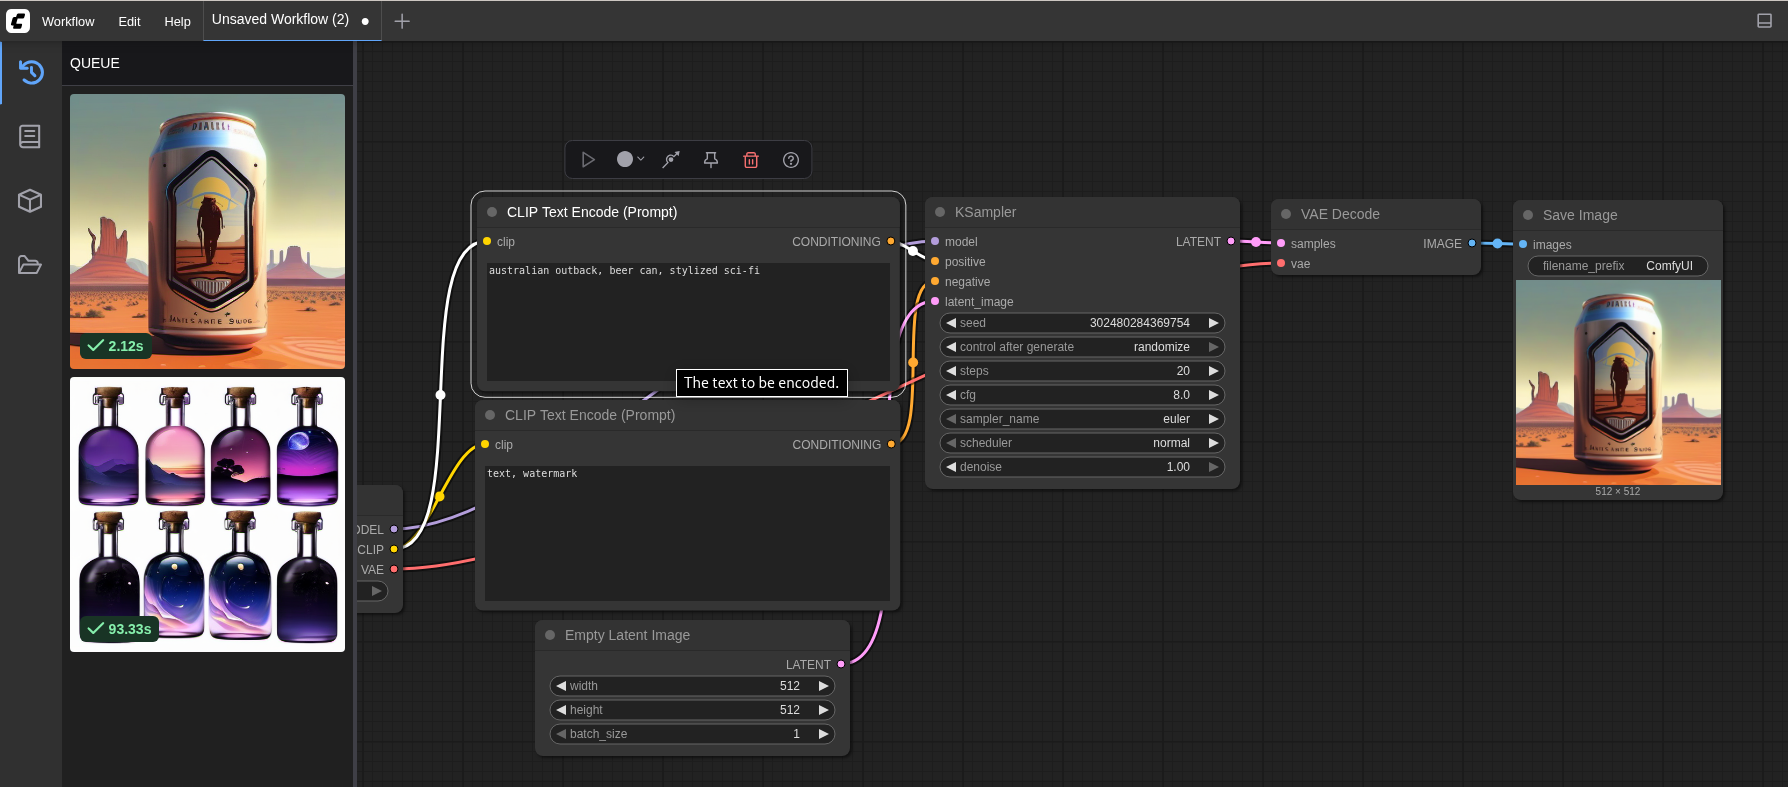 Workflow Edit Help Unsaved Workflow (2)
QUEUE
2.12s
93.33s
CLIP Text Encode (Prompt)
clip CONDITIONING
australian outback, beer can, stylized sci-fi
The text to be encoded.
CLIP Text Encode (Prompt)
clip CONDITIONING
text, watermark
CLIP
VAE
Empty Latent Image
LATENT
width 512
height 512
batch_size 1
KSampler
model LATENT
positive
negative
latent_image
seed 302480284369754
control after generate randomize
steps 20
cfg 8.0
sampler_name euler
scheduler normal
denoise 1.00
VAE Decode
samples IMAGE
vae
Save Image
images
filename_prefix ComfyUI
512 × 512